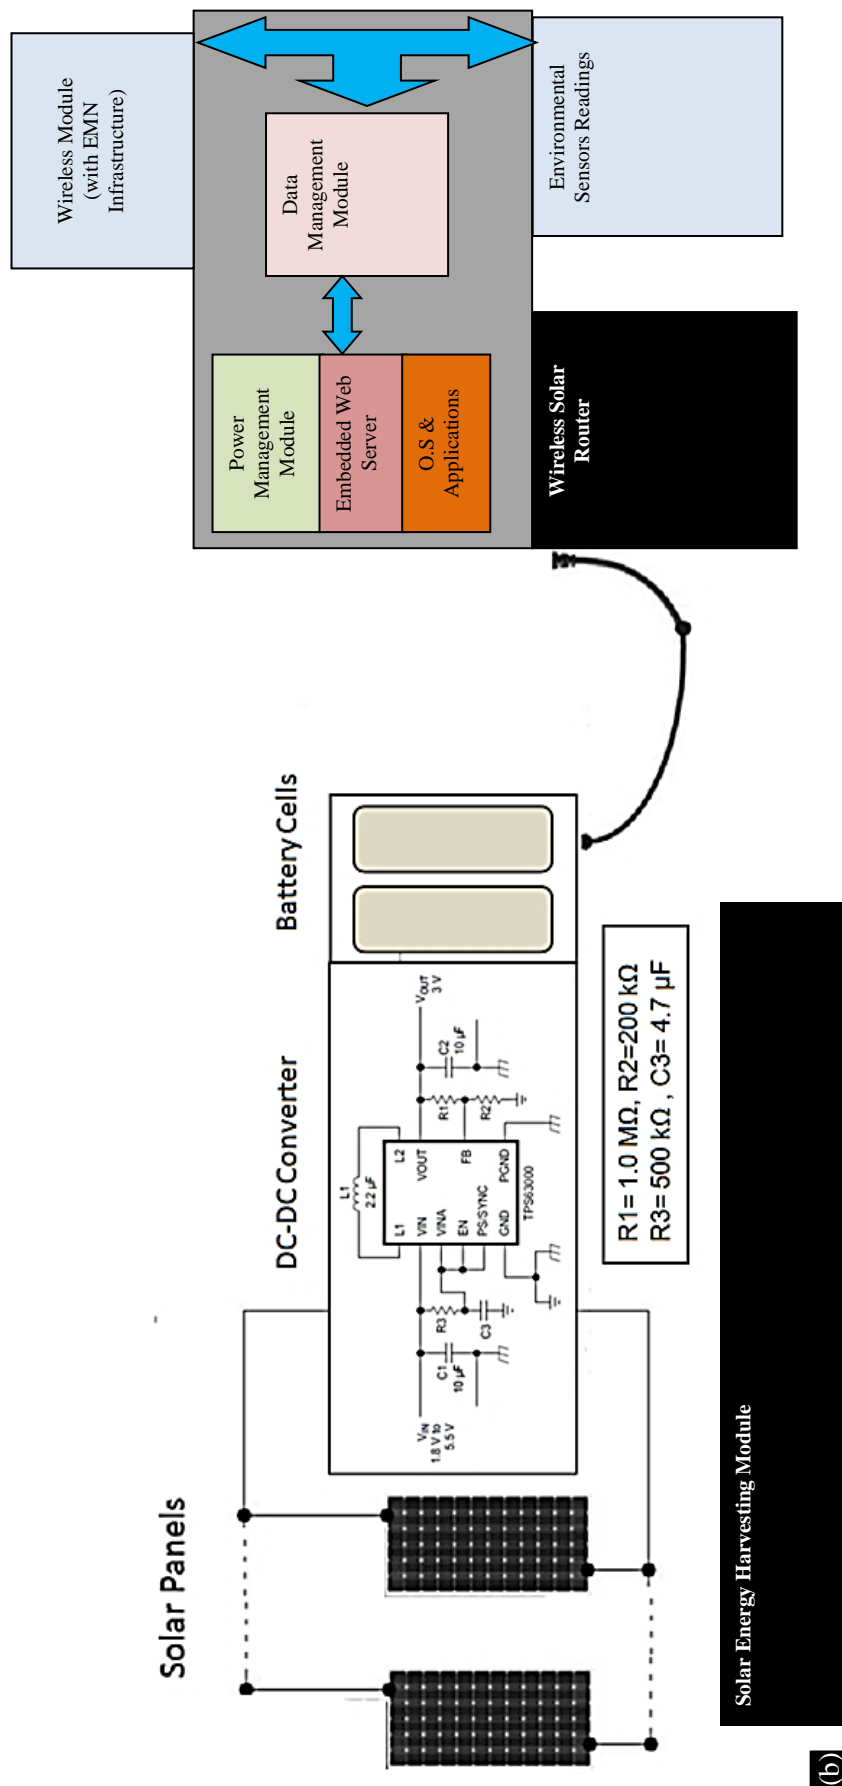 Solar Panels
DC-DC Converter
Battery Cells
L1
2.2 µF
L1
L2
VIN
VOUT
VINA
EN
FB
PS/SYNC
GND
PGND
TPS63000
VIN
1.8 V to
5.5 V
C1
10 µF
R3
C3
R1
R2
C2
10 µF
VOUT
3 V
R1= 1.0 MΩ, R2=200 kΩ
R3= 500 kΩ , C3= 4.7 µF
Solar Energy Harvesting Module
(b)
Wireless Module
(with EMN
Infrastructure)
Power
Management
Module
Embedded Web
Server
O.S &
Applications
Data
Management
Module
Environmental
Sensors Readings
Wireless Solar
Router